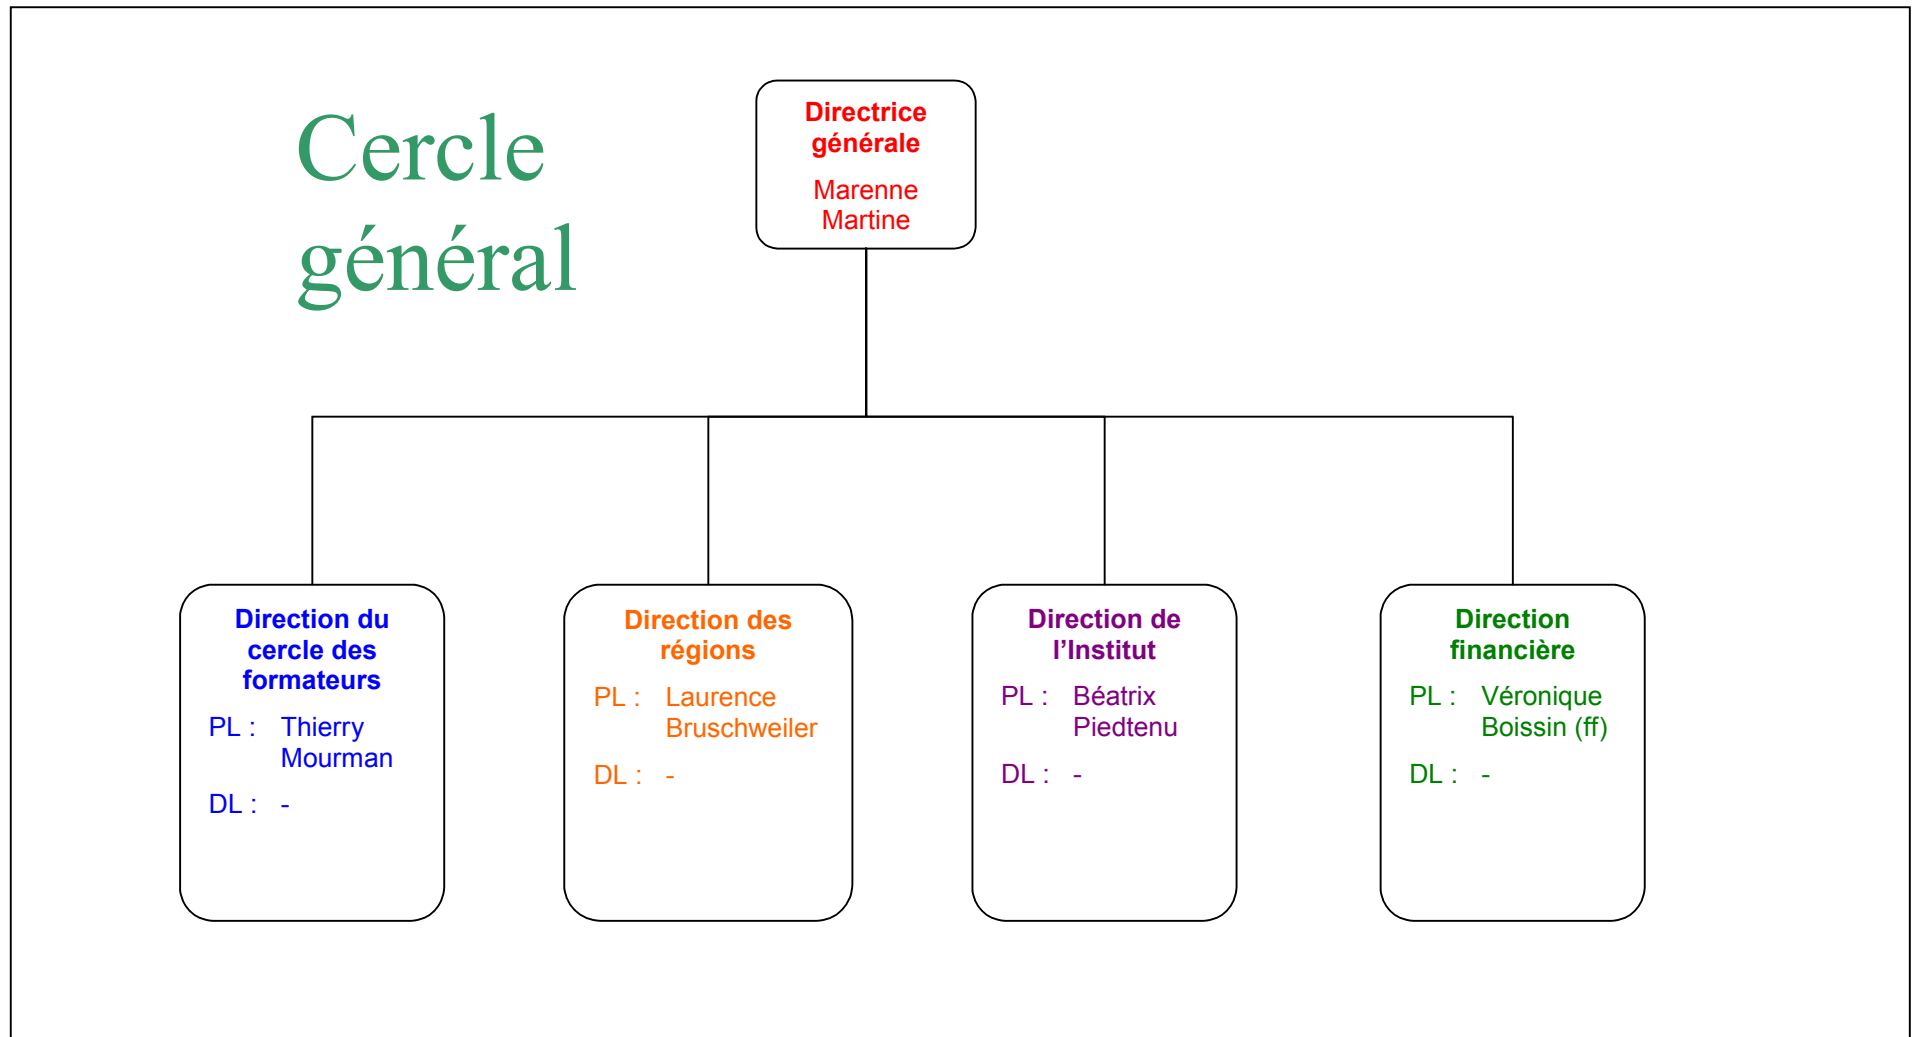 Cercle
général
Directrice
générale
Marenne
Martine
Direction du
cercle des
formateurs
PL : Thierry
Mourman
DL : -
Direction des
régions
PL : Laurence
Bruschweiler
DL : -
Direction de
l’Institut
PL : Béatrix
Piedtenu
DL : -
Direction
financière
PL : Véronique
Boissin (ff)
DL : -